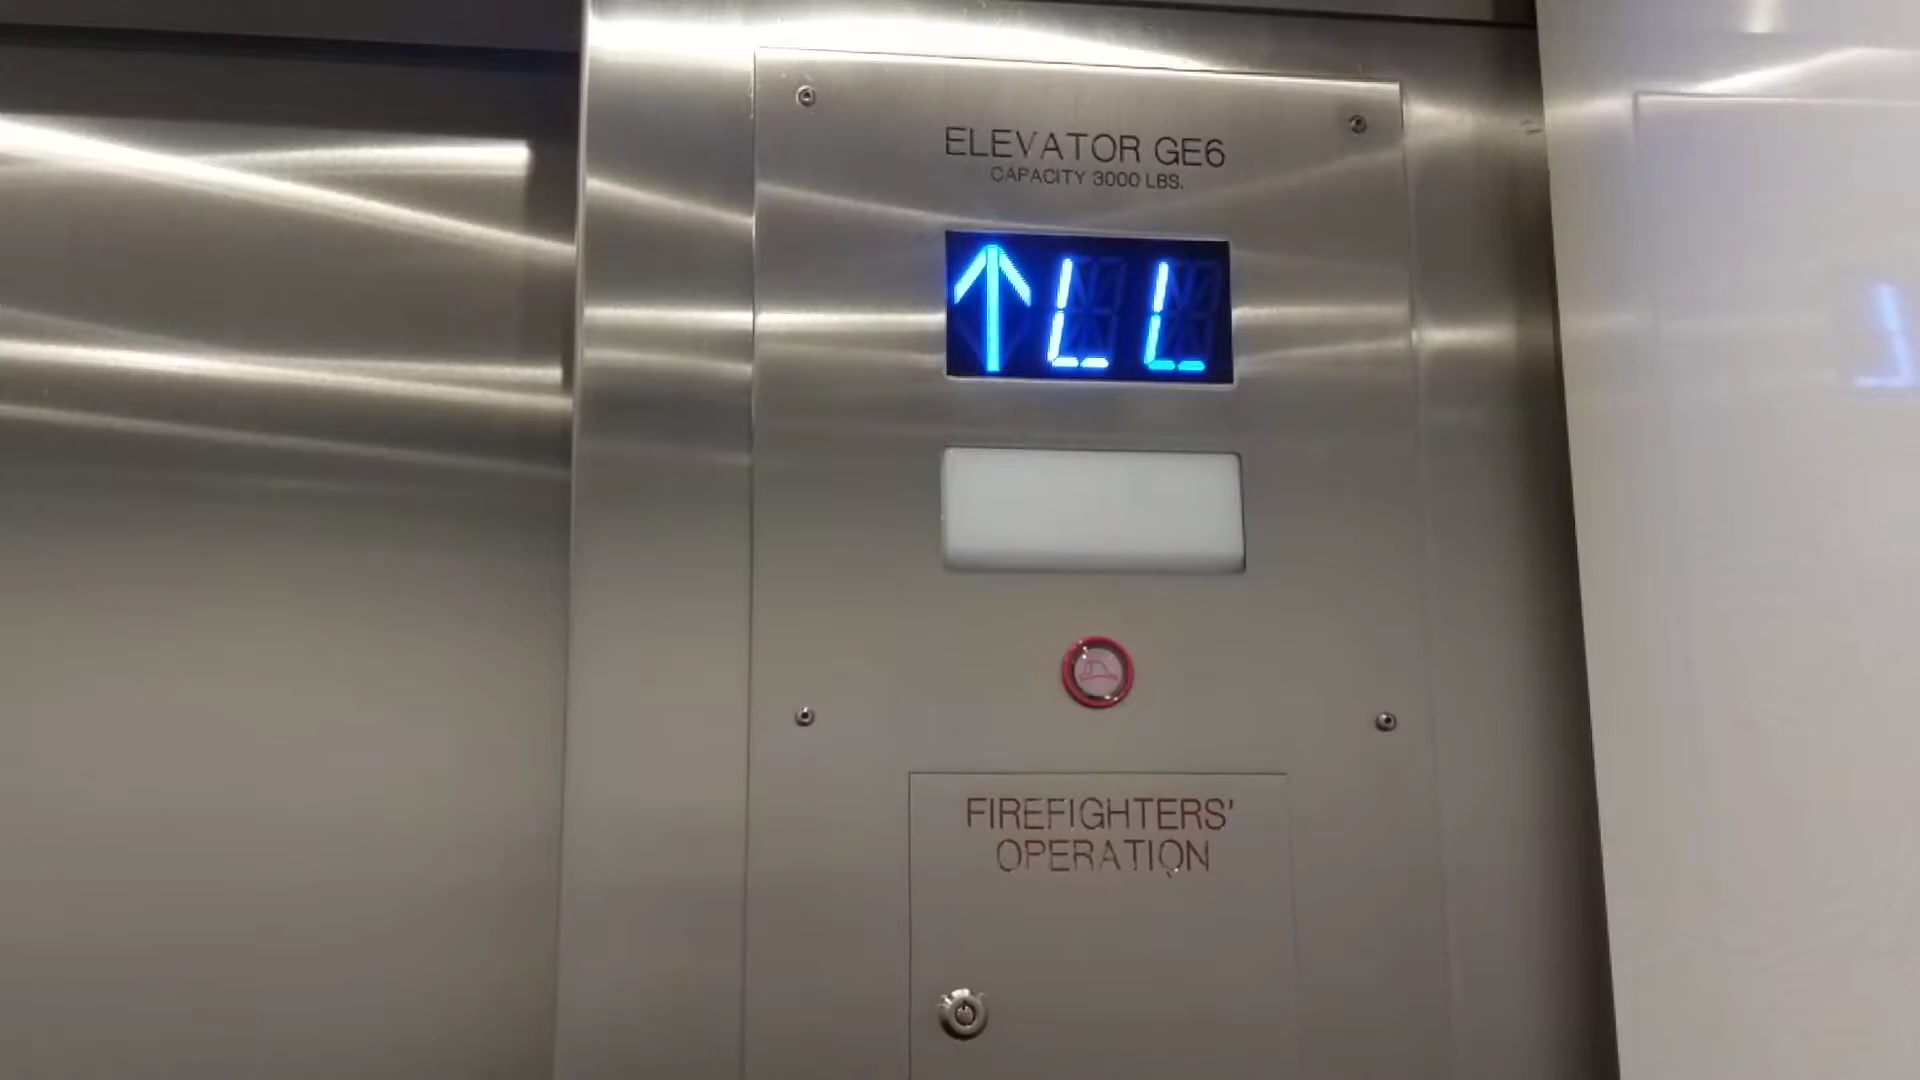 ELEVATOR GE6
CAPACITY 3000 LBS.
↑LL
FIREFIGHTERS'
OPERATION